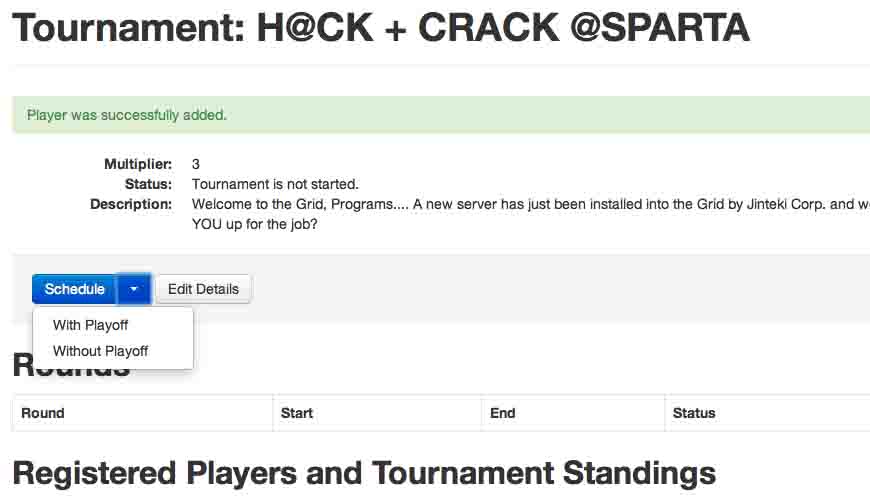 Tournament: H@CK + CRACK @SPARTA
Player was successfully added.
Multiplier: 3
Status: Tournament is not started.
Description: Welcome to the Grid, Programs.... A new server has just been installed into the Grid by Jinteki Corp. and
YOU up for the job?
Schedule Edit Details
With Playoff
Without Playoff
Rounds
Round Start End Status
Registered Players and Tournament Standings